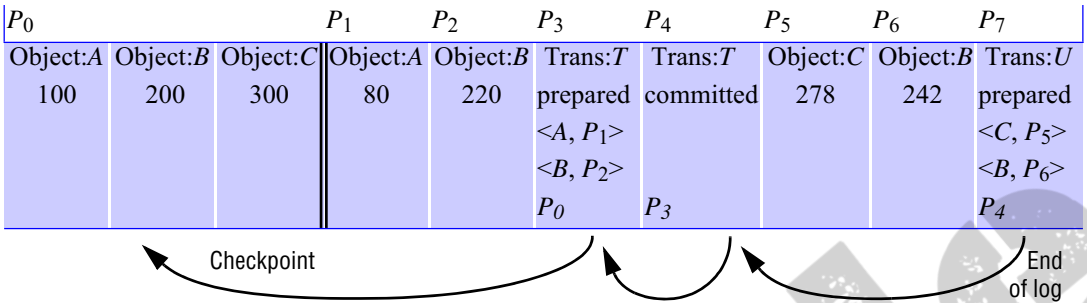 P0 P1 P2 P3 P4 P5 P6 P7
Object:A Object:B Object:C Object:A Object:B Trans:T Trans:T Object:C Object:B Trans:U
100 200 300 80 220 prepared committed 278 242 prepared
<A, P1> <C, P5>
<B, P2> <B, P6>
P0 P3 P4
Checkpoint End
of log